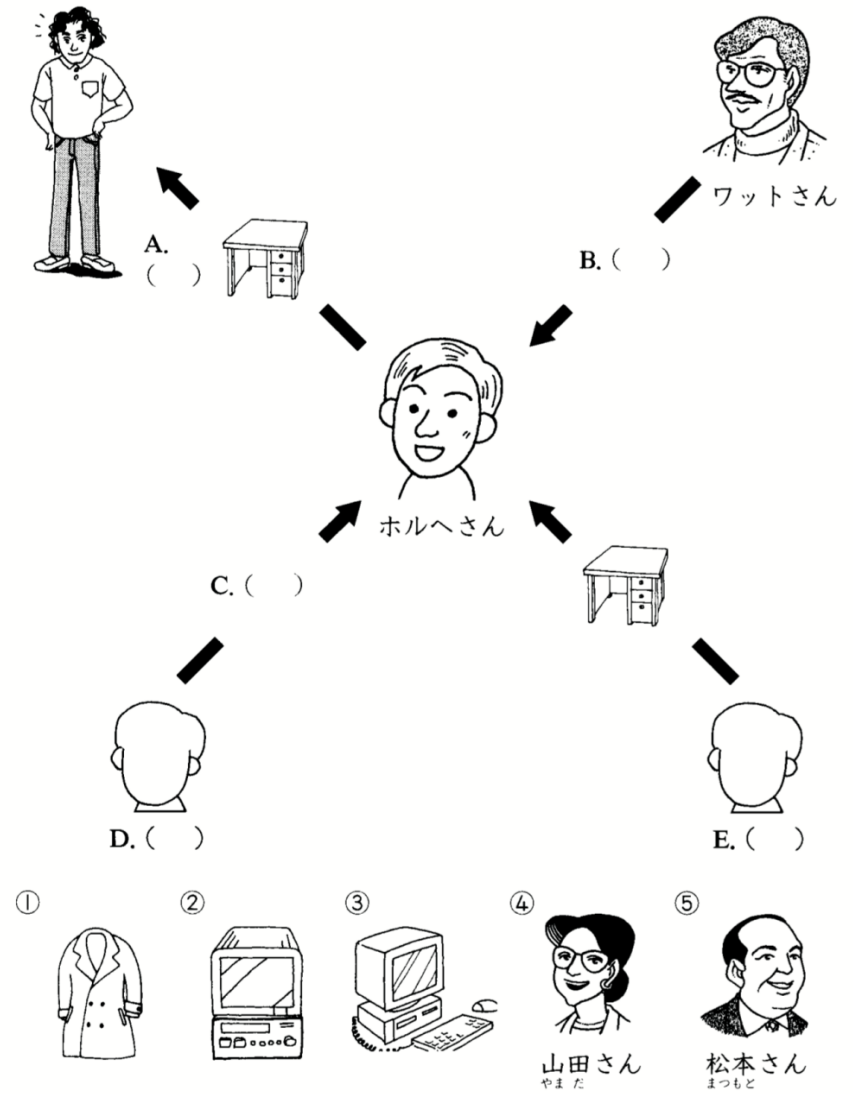 ワットさん
A.
( )
B. ( )
ホルヘさん
C. ( )
D. ( )
E. ( )
① ② ③ ④ ⑤
山田さん 松本さん
やま だ まつもと